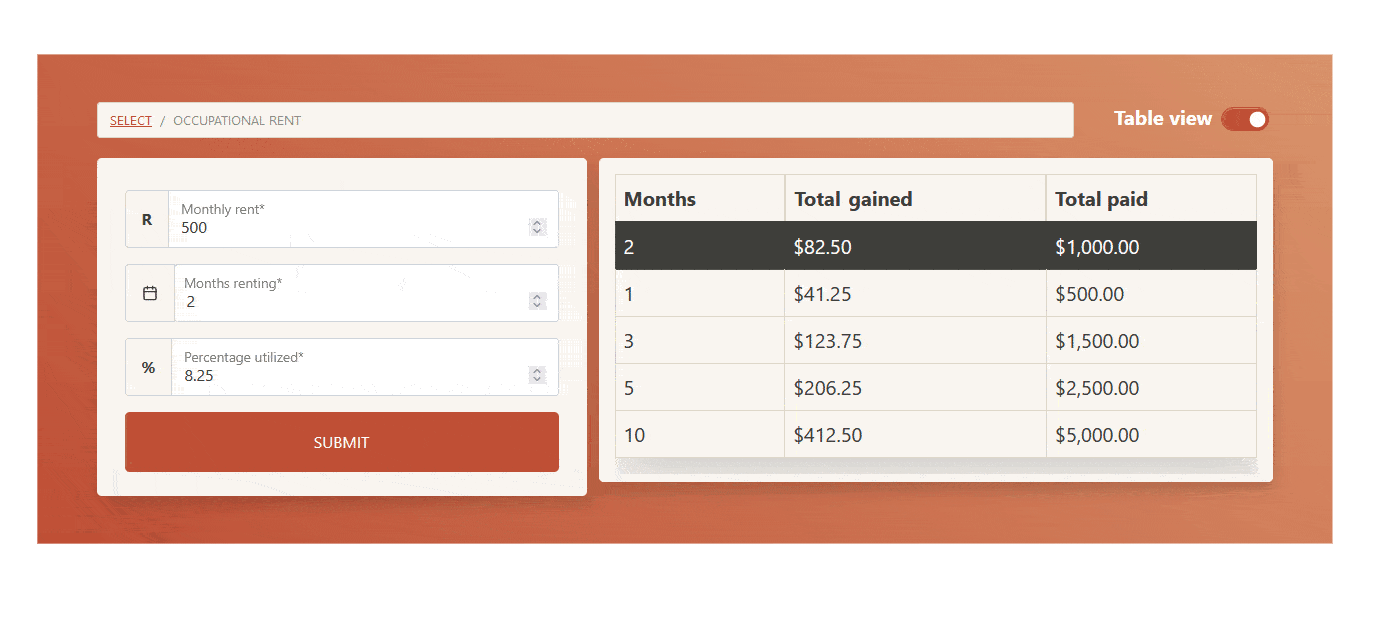 SELECT / OCCUPATIONAL RENT
Table view
R Monthly rent*
500
Months renting*
2
% Percentage utilized*
8.25
SUBMIT
Months Total gained Total paid
2 $82.50 $1,000.00
1 $41.25 $500.00
3 $123.75 $1,500.00
5 $206.25 $2,500.00
10 $412.50 $5,000.00